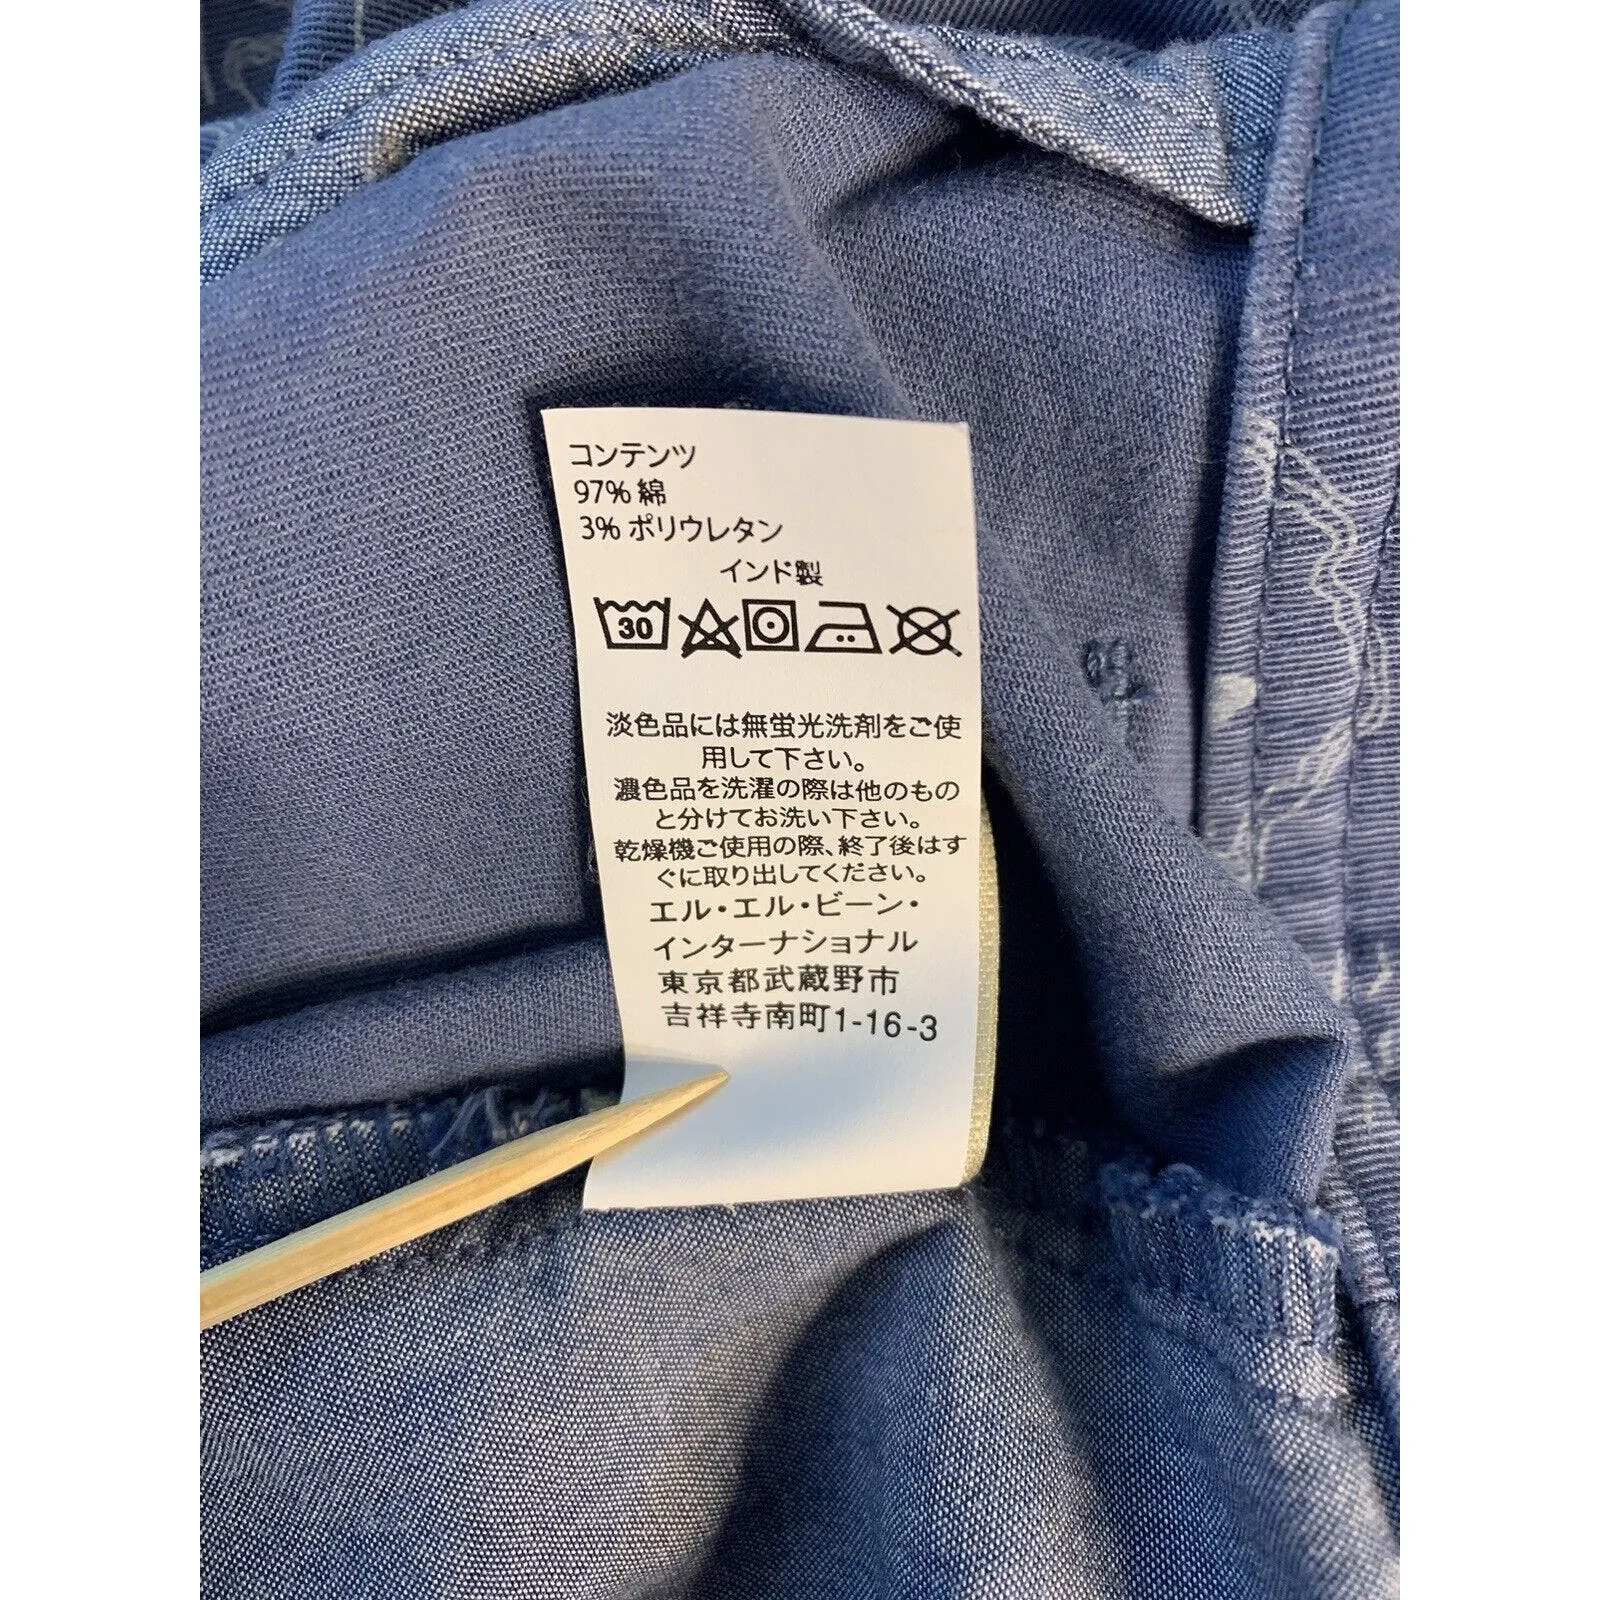 コンテンツ
97% 綿
3% ポリウレタン
インド製
30
淡色品には無蛍光洗剤をご使
用して下さい。
濃色品を洗濯の際は他のもの
と分けてお洗い下さい。
乾燥機ご使用の際、終了後はす
ぐに取り出してください。
エル・エル・ビーン・
インターナショナル
東京都武蔵野市
吉祥寺南町1-16-3